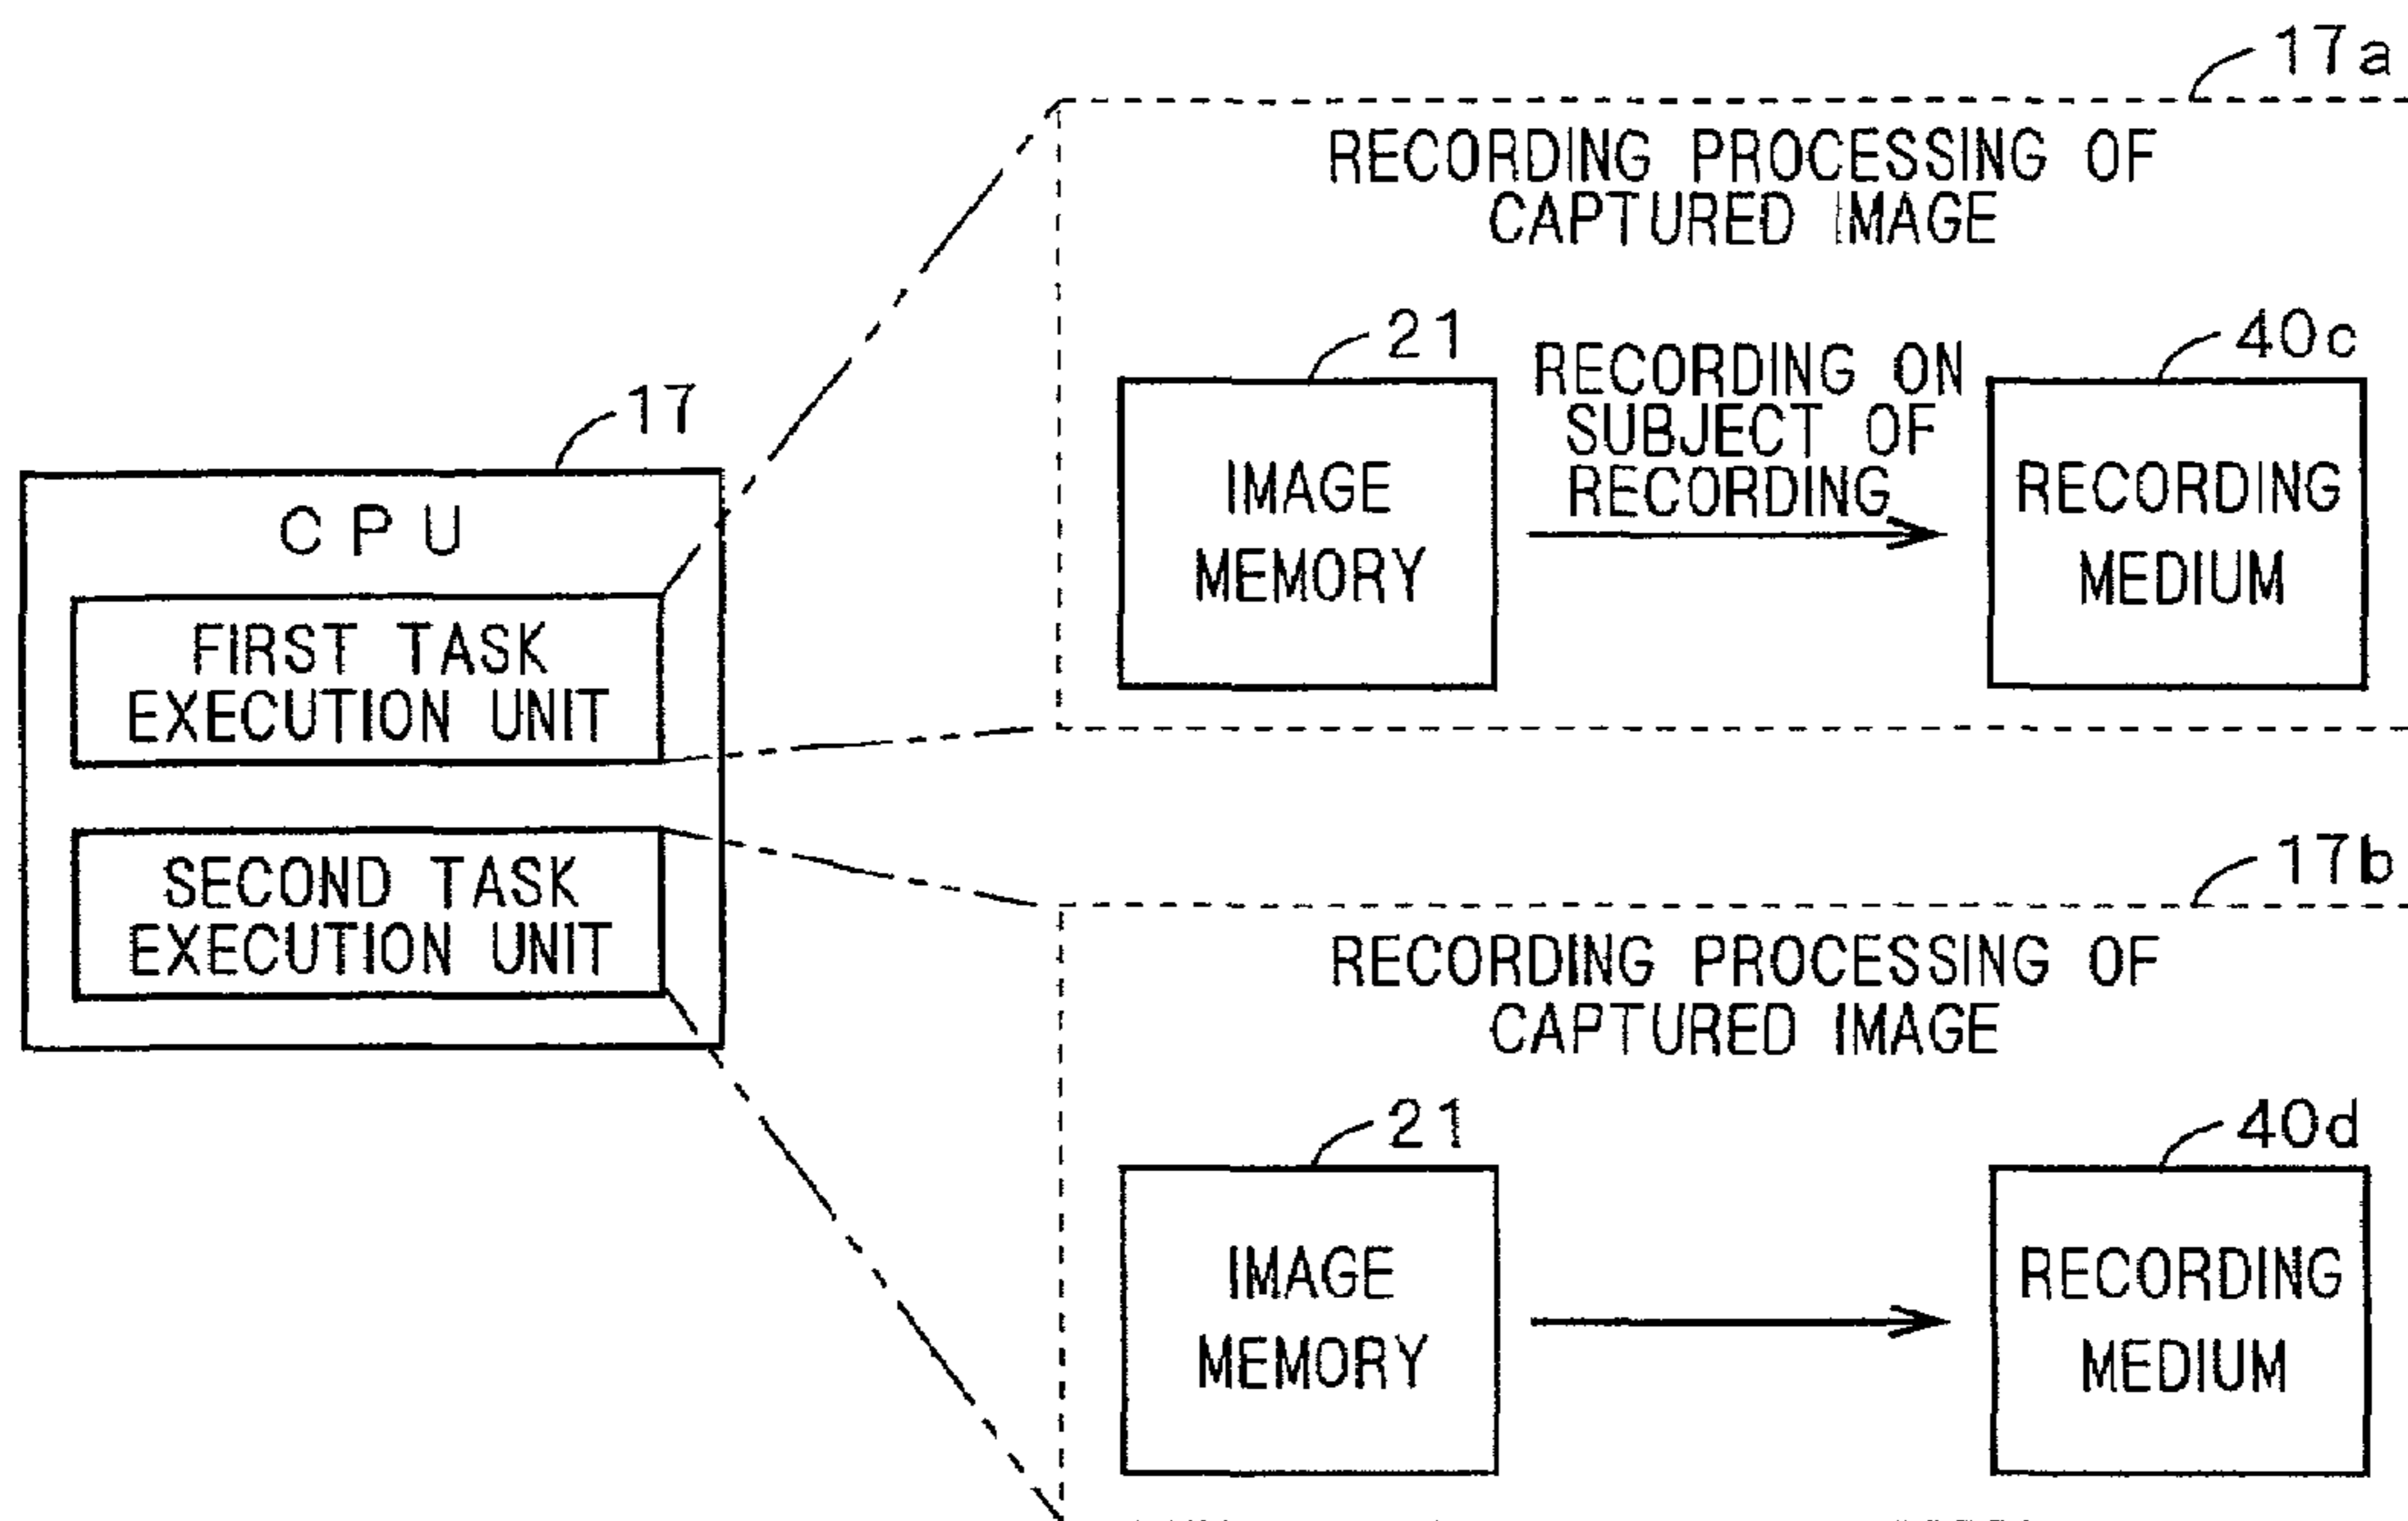 17
CPU
FIRST TASK
EXECUTION UNIT
SECOND TASK
EXECUTION UNIT
17a
RECORDING PROCESSING OF
CAPTURED IMAGE
21
IMAGE
MEMORY
RECORDING ON
SUBJECT OF
RECORDING
40c
RECORDING
MEDIUM
17b
RECORDING PROCESSING OF
CAPTURED IMAGE
21
IMAGE
MEMORY
40d
RECORDING
MEDIUM